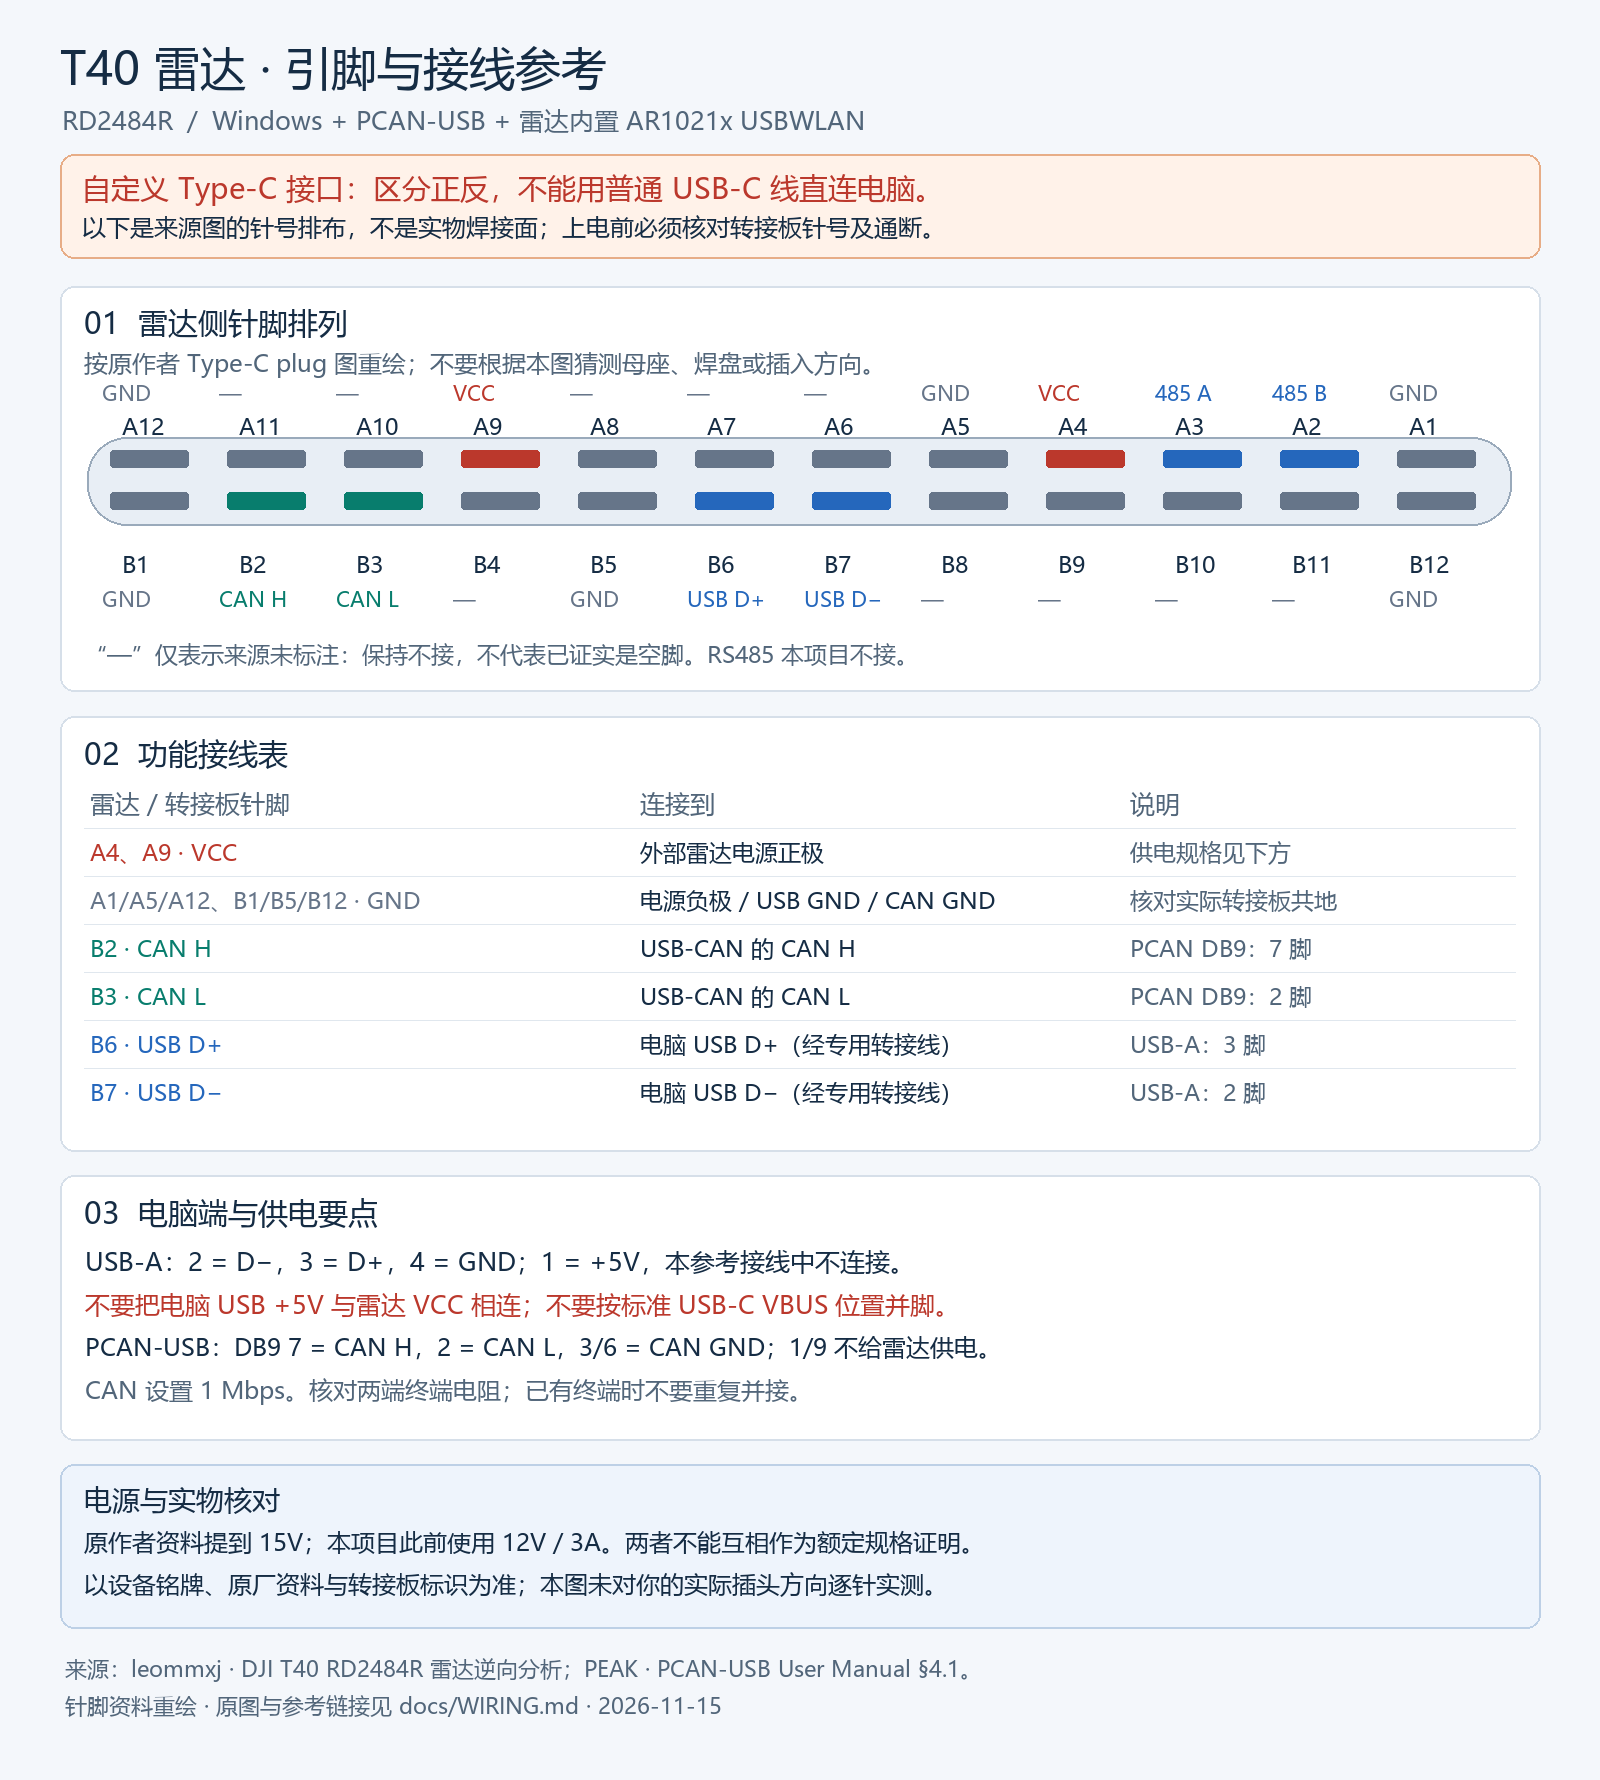 T40 雷达 · 引脚与接线参考
RD2484R / Windows + PCAN-USB + 雷达内置 AR1021x USBWLAN
自定义 Type-C 接口：区分正反，不能用普通 USB-C 线直连电脑。
以下是来源图的针号排布，不是实物焊接面；上电前必须核对转接板针号及通断。
01 雷达侧针脚排列
按原作者 Type-C plug 图重绘；不要根据本图猜测母座、焊盘或插入方向。
GND — — VCC — — — GND VCC 485 A 485 B GND
A12 A11 A10 A9 A8 A7 A6 A5 A4 A3 A2 A1
B1 B2 B3 B4 B5 B6 B7 B8 B9 B10 B11 B12
GND CAN H CAN L — GND USB D+ USB D− — — — — GND
“—”仅表示来源未标注：保持不接，不代表已证实是空脚。RS485 本项目不接。
02 功能接线表
雷达 / 转接板针脚 连接到 说明
A4、A9 · VCC 外部雷达电源正极 供电规格见下方
A1/A5/A12、B1/B5/B12 · GND 电源负极 / USB GND / CAN GND 核对实际转接板共地
B2 · CAN H USB-CAN 的 CAN H PCAN DB9：7 脚
B3 · CAN L USB-CAN 的 CAN L PCAN DB9：2 脚
B6 · USB D+ 电脑 USB D+（经专用转接线） USB-A：3 脚
B7 · USB D− 电脑 USB D−（经专用转接线） USB-A：2 脚
03 电脑端与供电要点
USB-A：2 = D−，3 = D+，4 = GND；1 = +5V，本参考接线中不连接。
不要把电脑 USB +5V 与雷达 VCC 相连；不要按标准 USB-C VBUS 位置并脚。
PCAN-USB：DB9 7 = CAN H，2 = CAN L，3/6 = CAN GND；1/9 不给雷达供电。
CAN 设置 1 Mbps。核对两端终端电阻；已有终端时不要重复并接。
电源与实物核对
原作者资料提到 15V；本项目此前使用 12V / 3A。两者不能互相作为额定规格证明。
以设备铭牌、原厂资料与转接板标识为准；本图未对你的实际插头方向逐针实测。
来源：leommxj · DJI T40 RD2484R 雷达逆向分析；PEAK · PCAN-USB User Manual §4.1。
针脚资料重绘 · 原图与参考链接见 docs/WIRING.md · 2026-11-15